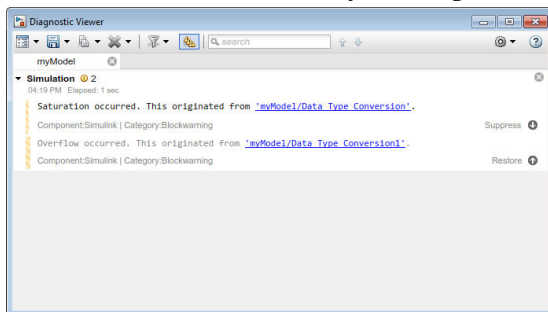 Diagnostic Viewer
search
myModel
Simulation 2
04:19 PM Elapsed: 1 sec
Saturation occurred. This originated from 'myModel/Data Type Conversion'.
Component:Simulink | Category:Blockwarning Suppress
Overflow occurred. This originated from 'myModel/Data Type Conversion1'.
Component:Simulink | Category:Blockwarning Restore